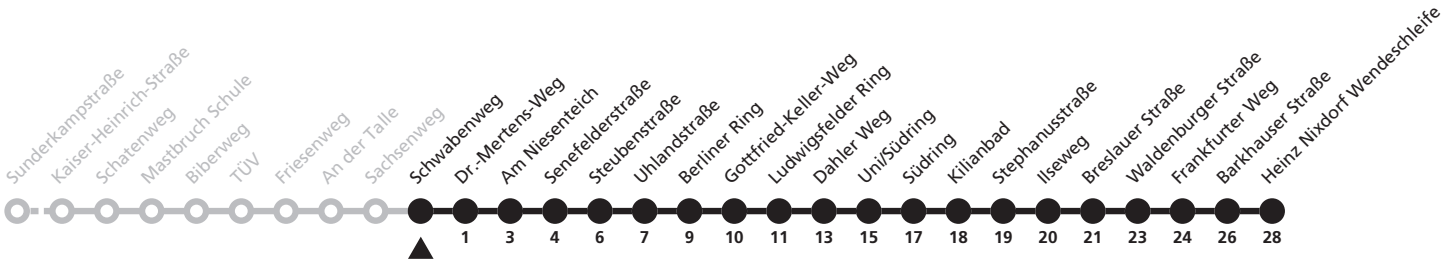 Sunderkampstraße
Kaiser-Heinrich-Straße
Schatenweg
Mastbruch Schule
Biberweg
TÜV
Friesenweg
An der Talle
Sachsenweg
Schwabenweg
Dr.-Mertens-Weg
Am Niesenteich
Senefelderstraße
Steubenstraße
Uhlandstraße
Berliner Ring
Gottfried-Keller-Weg
Ludwigsfelder Ring
Dahler Weg
Uni/Südring
Südring
Kilianbad
Stephanusstraße
Ilseweg
Breslauer Straße
Waldenburger Straße
Frankfurter Weg
Barkhauser Straße
Heinz Nixdorf Wendeschleife
1 3 4 6 7 9 10 11 13 15 17 18 19 20 21 23 24 26 28